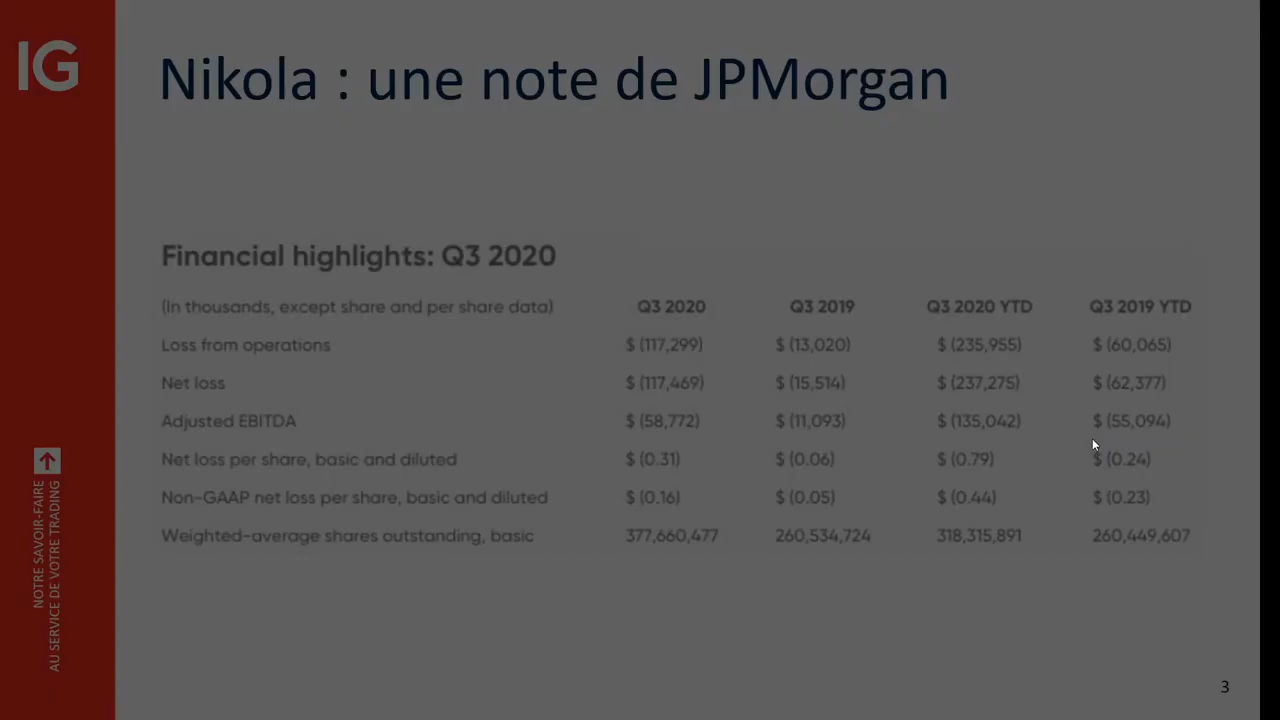 IG
Nikola : une note de JPMorgan
Financial highlights: Q3 2020
(In thousands, except share and per share data) Q3 2020 Q3 2019 Q3 2020 YTD Q3 2019 YTD
Loss from operations $ (117,299) $ (13,020) $ (235,955) $ (60,065)
Net loss $ (117,469) $ (15,514) $ (237,275) $ (62,377)
Adjusted EBITDA $ (58,772) $ (11,093) $ (135,042) $ (55,094)
Net loss per share, basic and diluted $ (0.31) $ (0.06) $ (0.79) $ (0.24)
Non-GAAP net loss per share, basic and diluted $ (0.16) $ (0.05) $ (0.44) $ (0.23)
Weighted-average shares outstanding, basic 377,660,477 260,534,724 318,315,891 260,449,607
NOTRE SAVOIR-FAIRE
AU SERVICE DE VOTRE TRADING
3